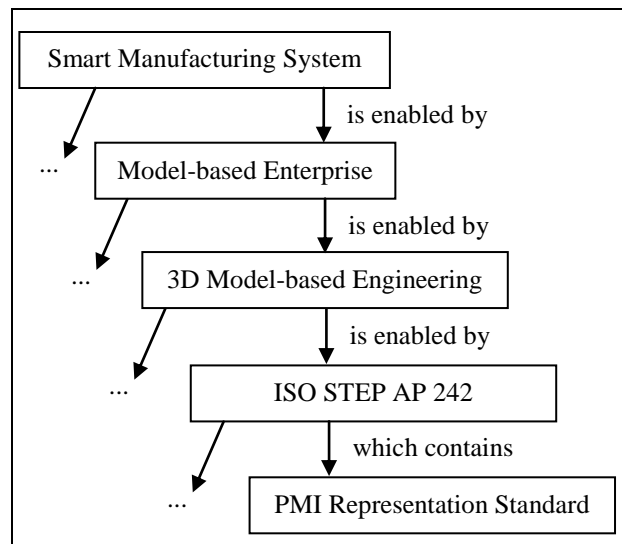 Smart Manufacturing System
is enabled by
...
Model-based Enterprise
is enabled by
...
3D Model-based Engineering
is enabled by
...
ISO STEP AP 242
which contains
...
PMI Representation Standard